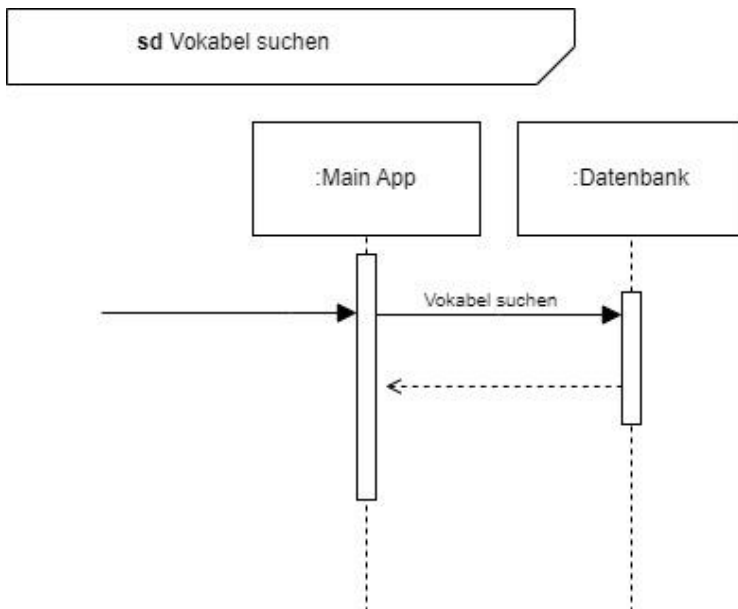 sd Vokabel suchen
:Main App
:Datenbank
Vokabel suchen